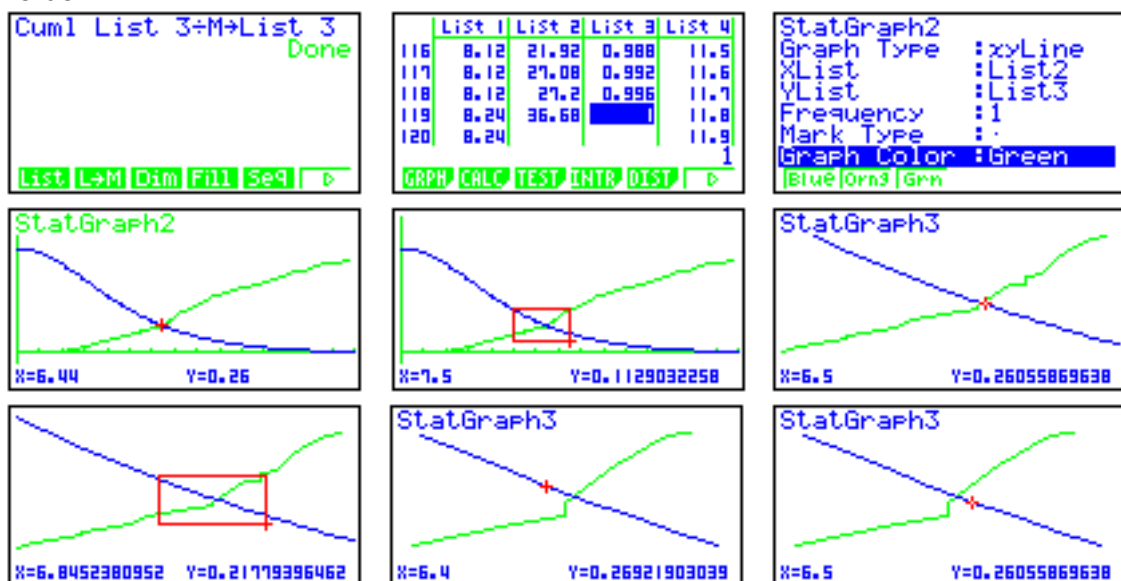 Cuml List 3÷M→List 3
Done
List L→M Dim Fill Seq ▷
List 1 List 2 List 3 List 4
116 8.12 21.92 0.988 11.5
117 8.12 27.08 0.992 11.6
118 8.12 27.2 0.996 11.7
119 8.24 36.68 1 11.8
120 8.24 11.9
1
GRPH CALC TEST INTR DIST ▷
StatGraph2
Graph Type :xyLine
XList :List2
YList :List3
Frequency :1
Mark Type :·
Graph Color :Green
Blue Orng Grn
StatGraph2
X=6.44 Y=0.26
X=7.5 Y=0.1129032258
StatGraph3
X=6.5 Y=0.26055869638
X=6.8452380952 Y=0.21779396462
StatGraph3
X=6.4 Y=0.26921903039
StatGraph3
X=6.5 Y=0.26055869638